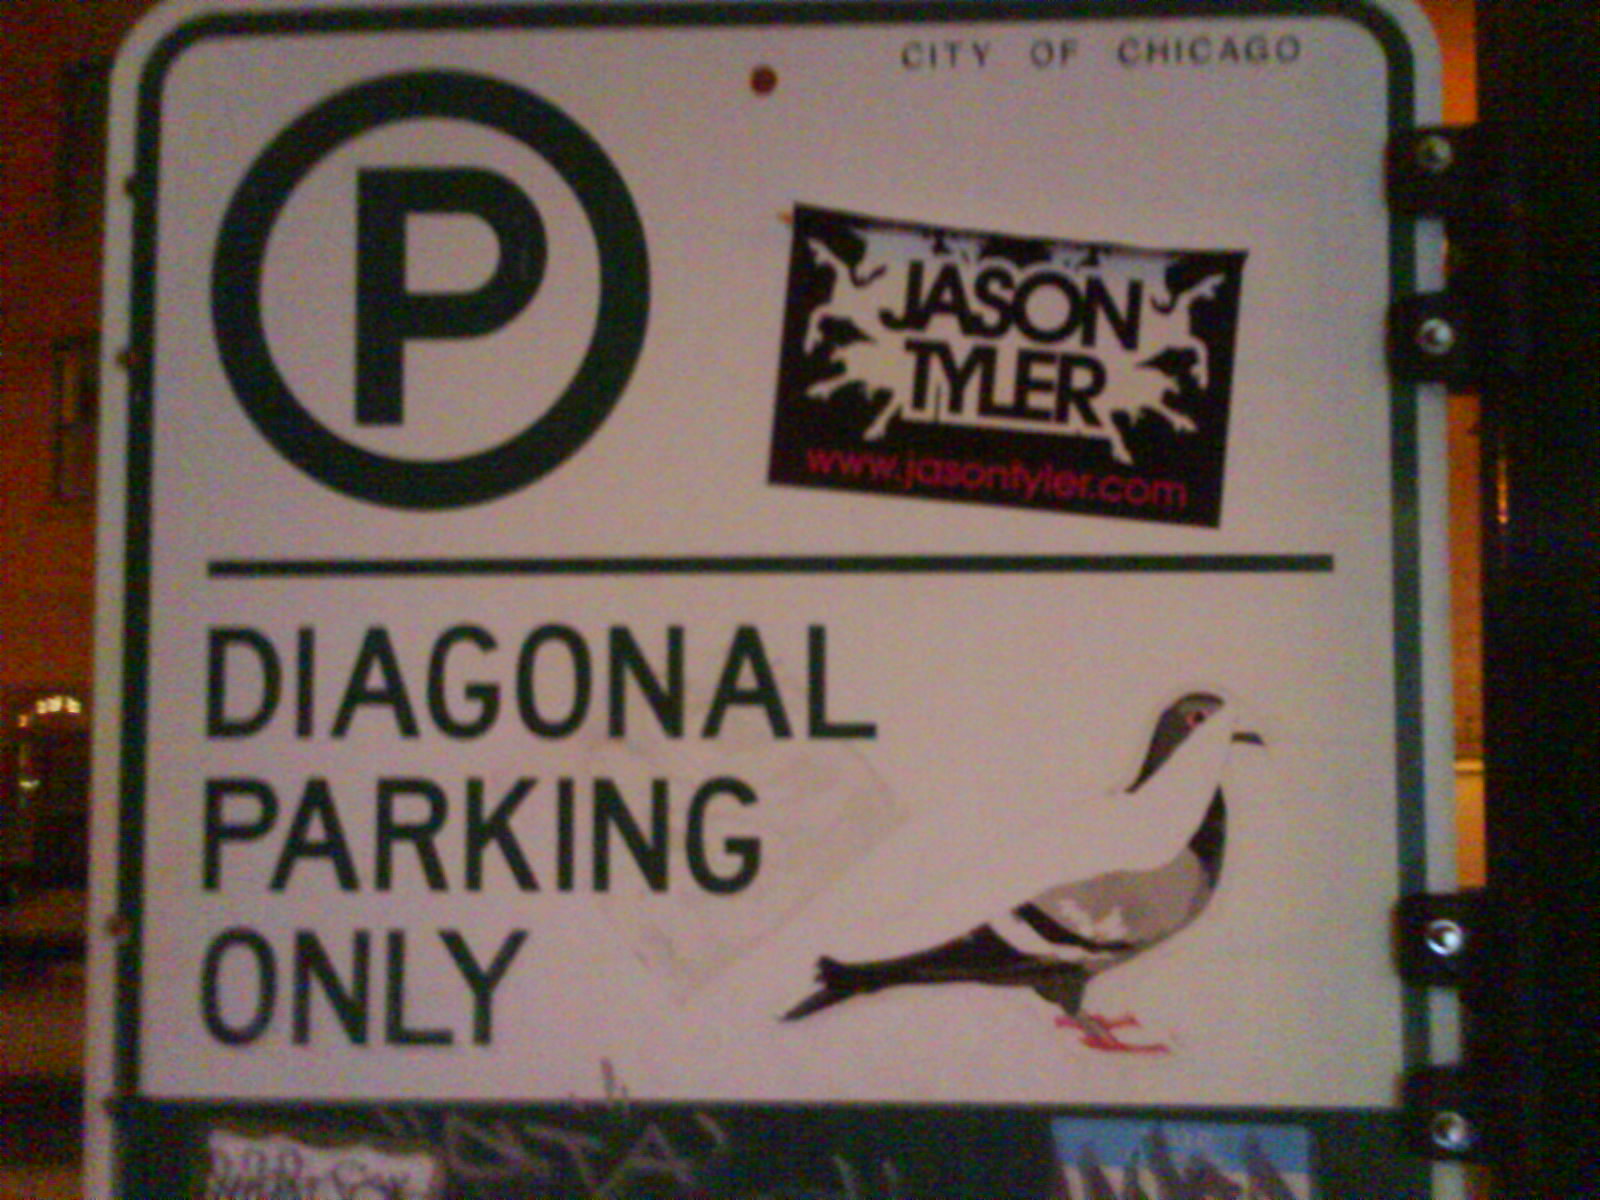 CITY OF CHICAGO
P
JASON
TYLER
www.jasontyler.com
DIAGONAL
PARKING
ONLY